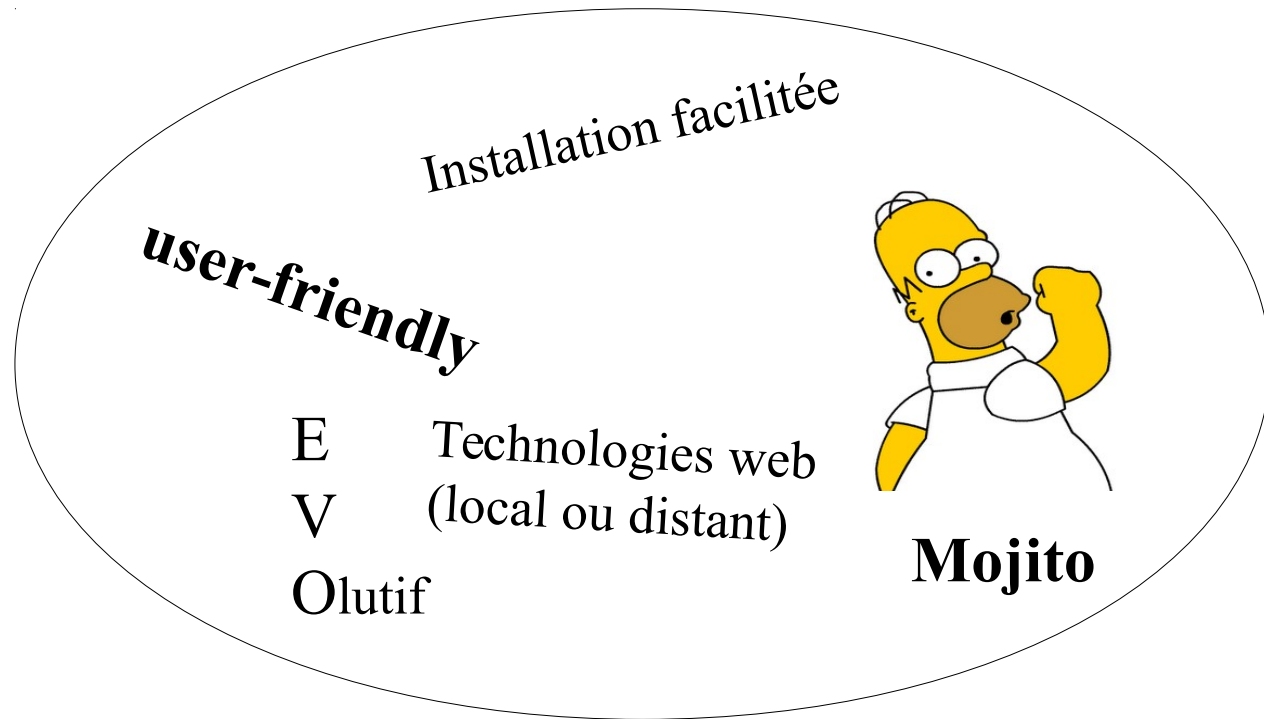 Installation facilitée
user-friendly
E
V
Olutif
Technologies web
(local ou distant)
Mojito